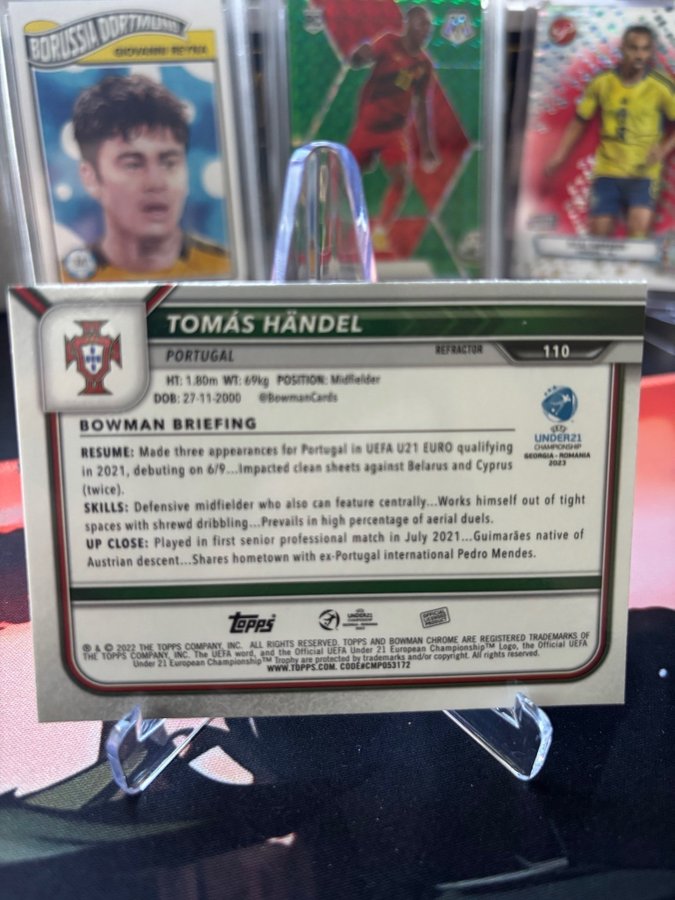 BORUSSIA DORTMUND
GIOVANNI REYNA
TOMÁS HÄNDEL
PORTUGAL
REFRACTOR
110
HT: 1.80m WT: 69kg POSITION: Midfielder
DOB: 27-11-2000 @BowmanCards
BOWMAN BRIEFING
RESUME: Made three appearances for Portugal in UEFA U21 EURO qualifying
in 2021, debuting on 6/9...Impacted clean sheets against Belarus and Cyprus
(twice).
SKILLS: Defensive midfielder who also can feature centrally...Works himself out of tight
spaces with shrewd dribbling...Prevails in high percentage of aerial duels.
UP CLOSE: Played in first senior professional match in July 2021...Guimarães native of
Austrian descent...Shares hometown with ex-Portugal international Pedro Mendes.
UEFA
UNDER21
CHAMPIONSHIP
GEORGIA - ROMANIA
2023
Topps
UNDER21
CHAMPIONSHIP
OFFICIAL
LICENSED
PRODUCT
® & © 2022 THE TOPPS COMPANY, INC. ALL RIGHTS RESERVED. TOPPS AND BOWMAN CHROME ARE REGISTERED TRADEMARKS OF
THE TOPPS COMPANY, INC. The UEFA word, and the Official UEFA Under 21 European Championship™ Logo, the Official UEFA
Under 21 European Championship™ Trophy are protected by trademarks and/or copyright. All rights reserved.
WWW.TOPPS.COM. CODE#CMP053172